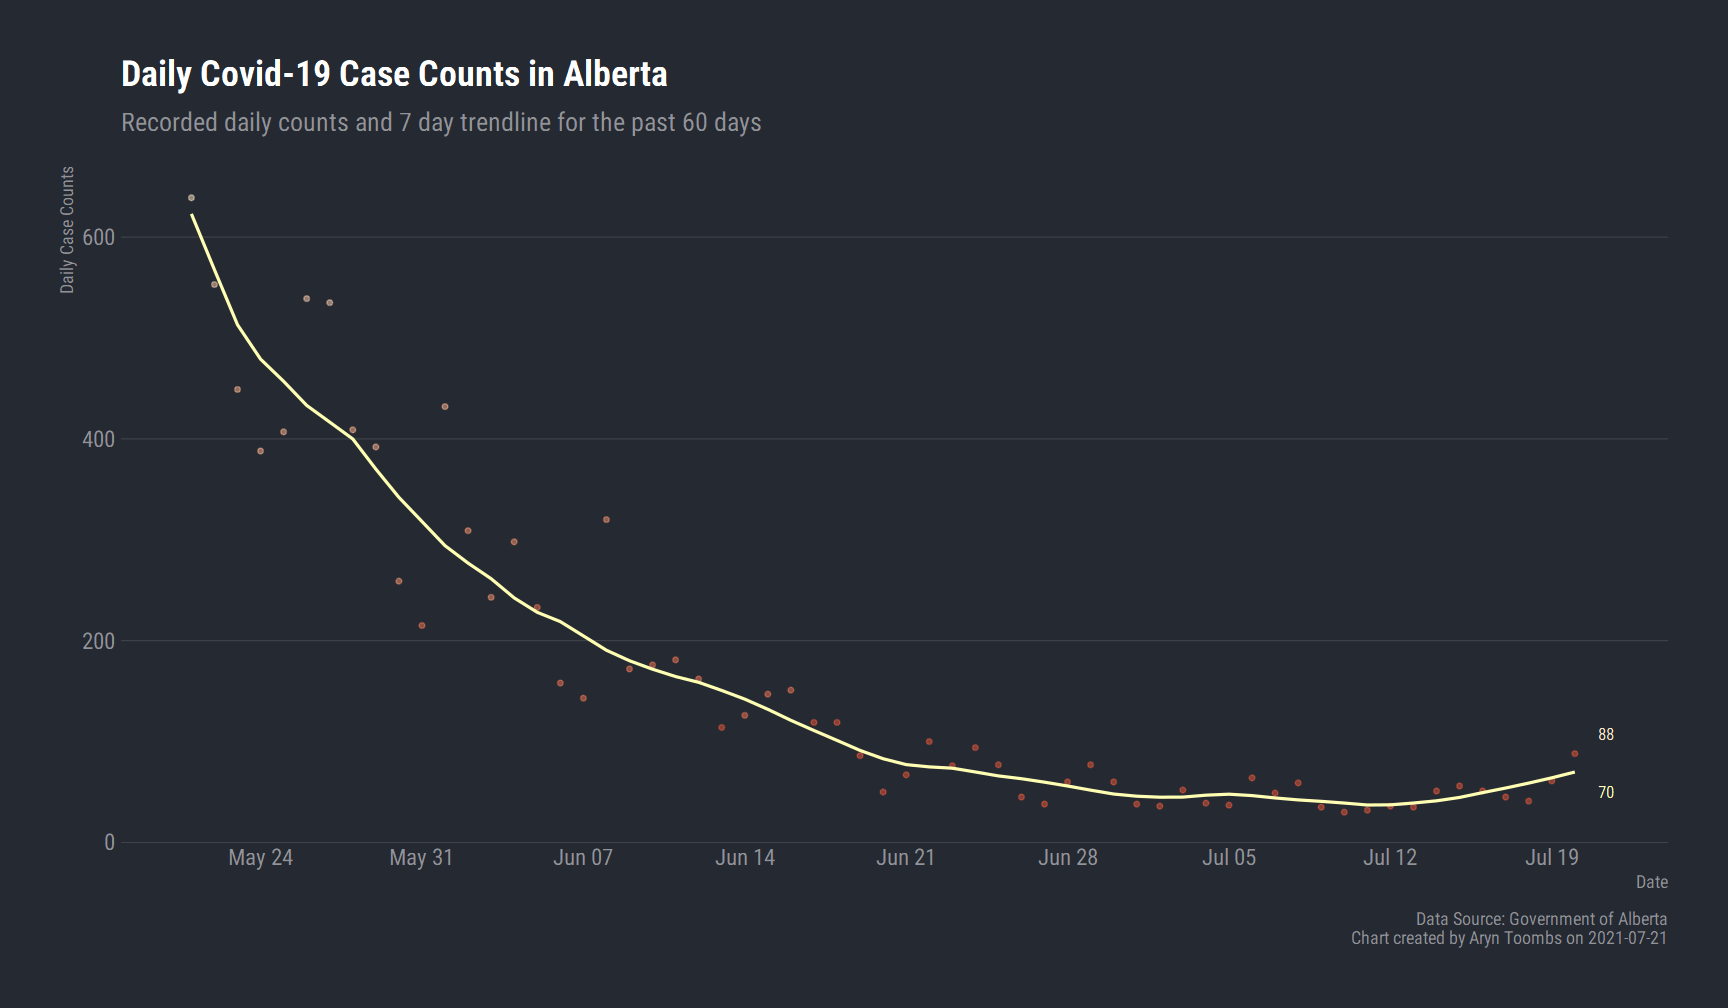 Daily Covid-19 Case Counts in Alberta
Recorded daily counts and 7 day trendline for the past 60 days
Daily Case Counts
600
400
200
0
88
70
May 24
May 31
Jun 07
Jun 14
Jun 21
Jun 28
Jul 05
Jul 12
Jul 19
Date
Data Source: Government of Alberta
Chart created by Aryn Toombs on 2021-07-21